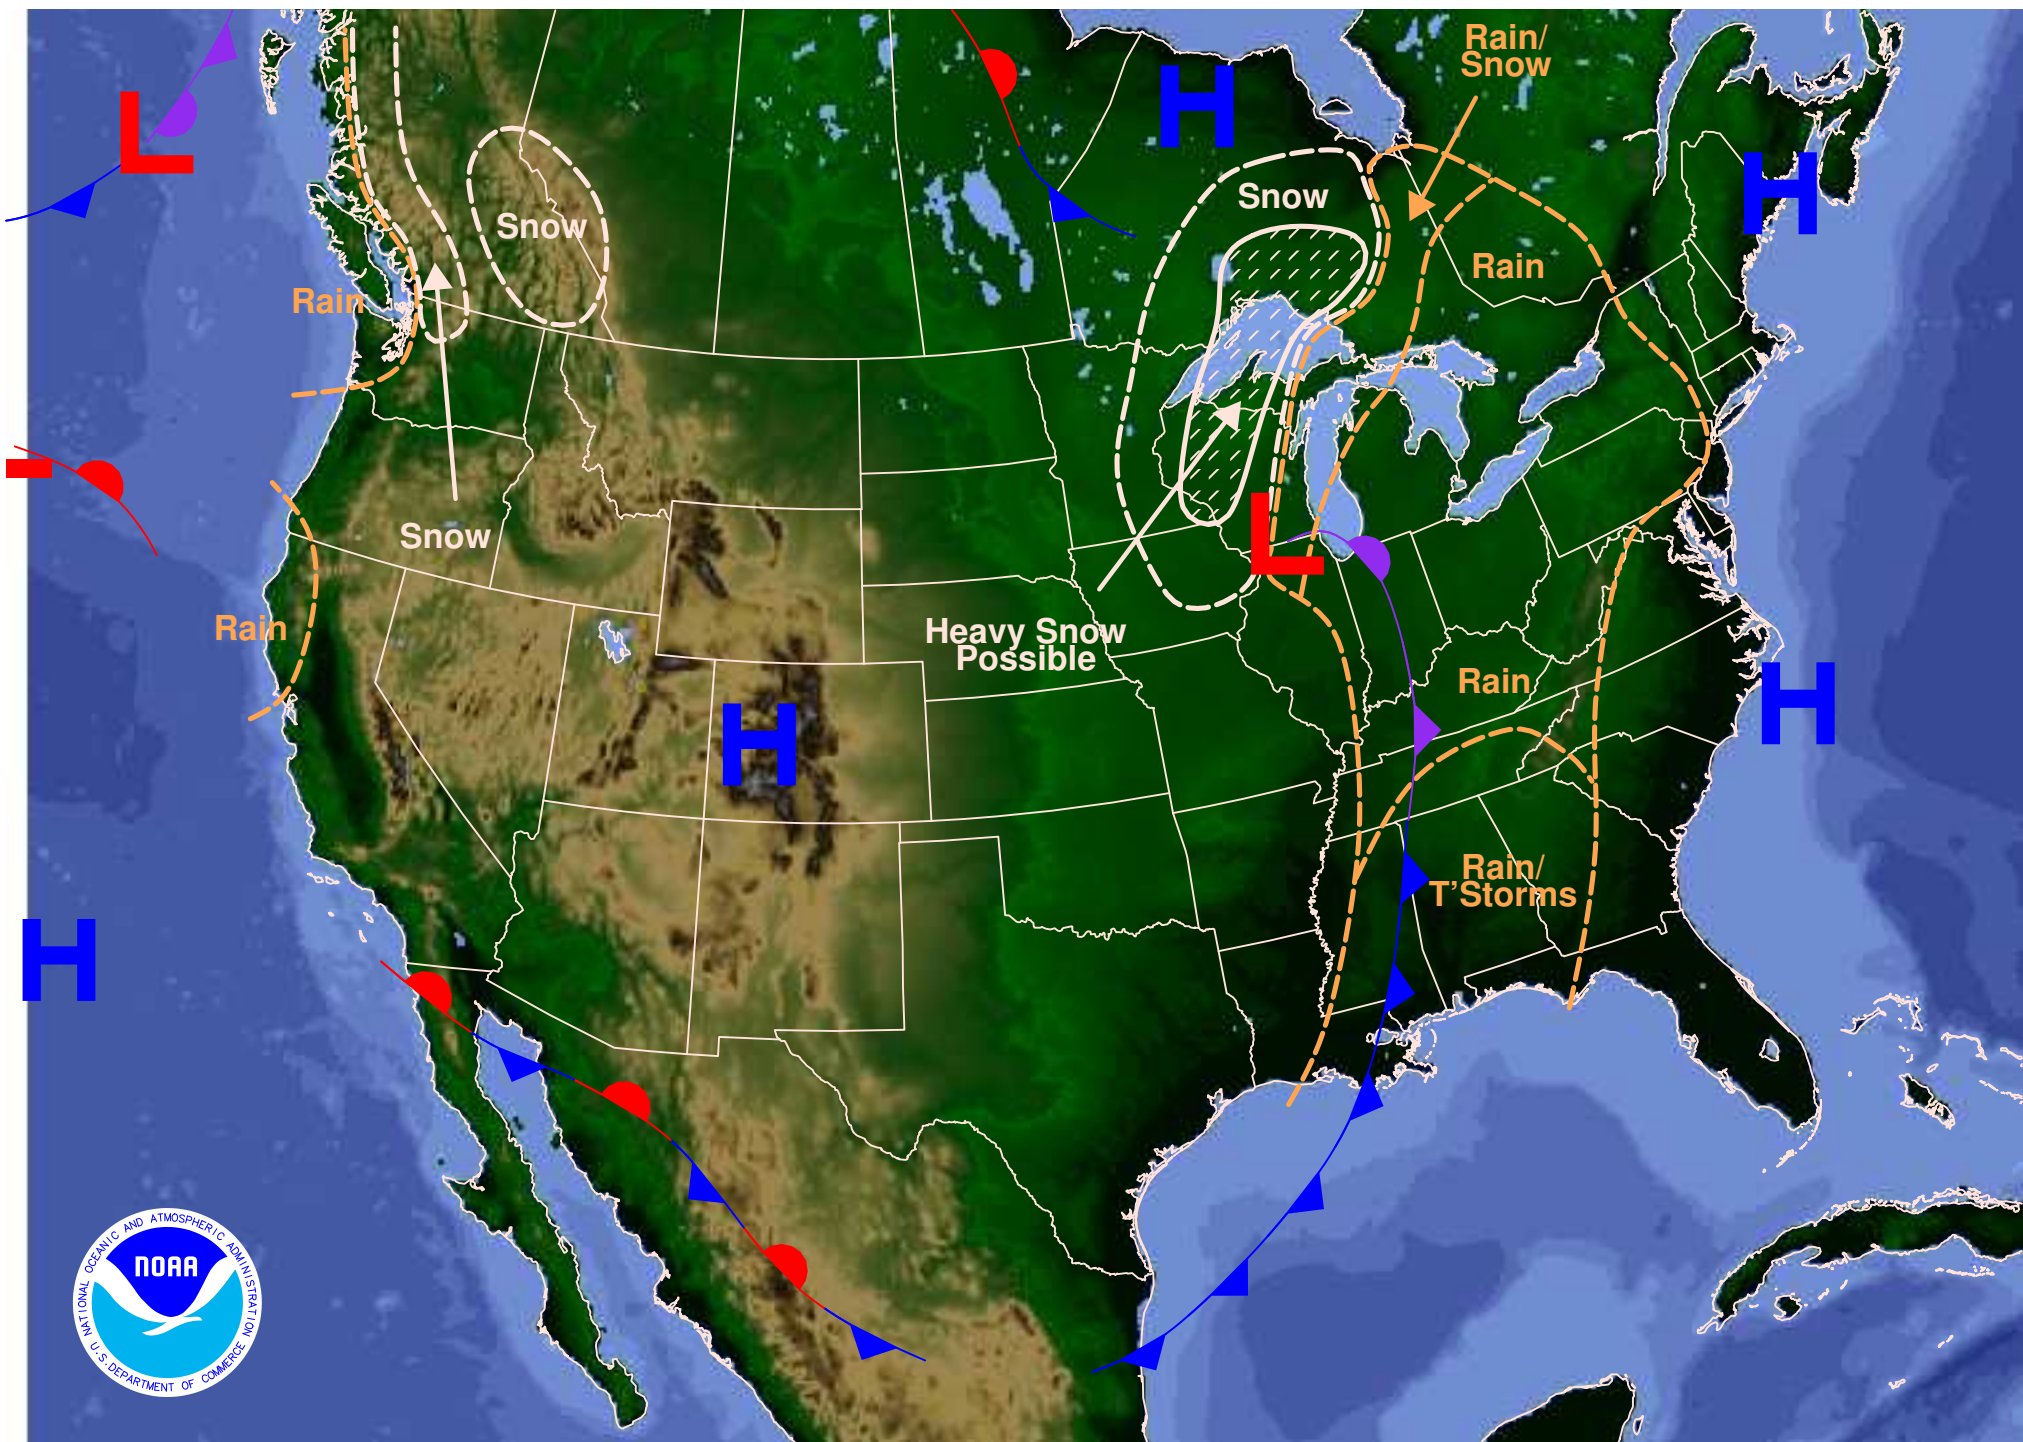 Rain/
Snow
L
H
H
Snow
Snow
Rain
Rain
Snow
L
Rain
Heavy Snow
Possible
Rain
H
H
Rain/
T'Storms
H
NOAA
NATIONAL OCEANIC AND ATMOSPHERIC ADMINISTRATION
U.S. DEPARTMENT OF COMMERCE